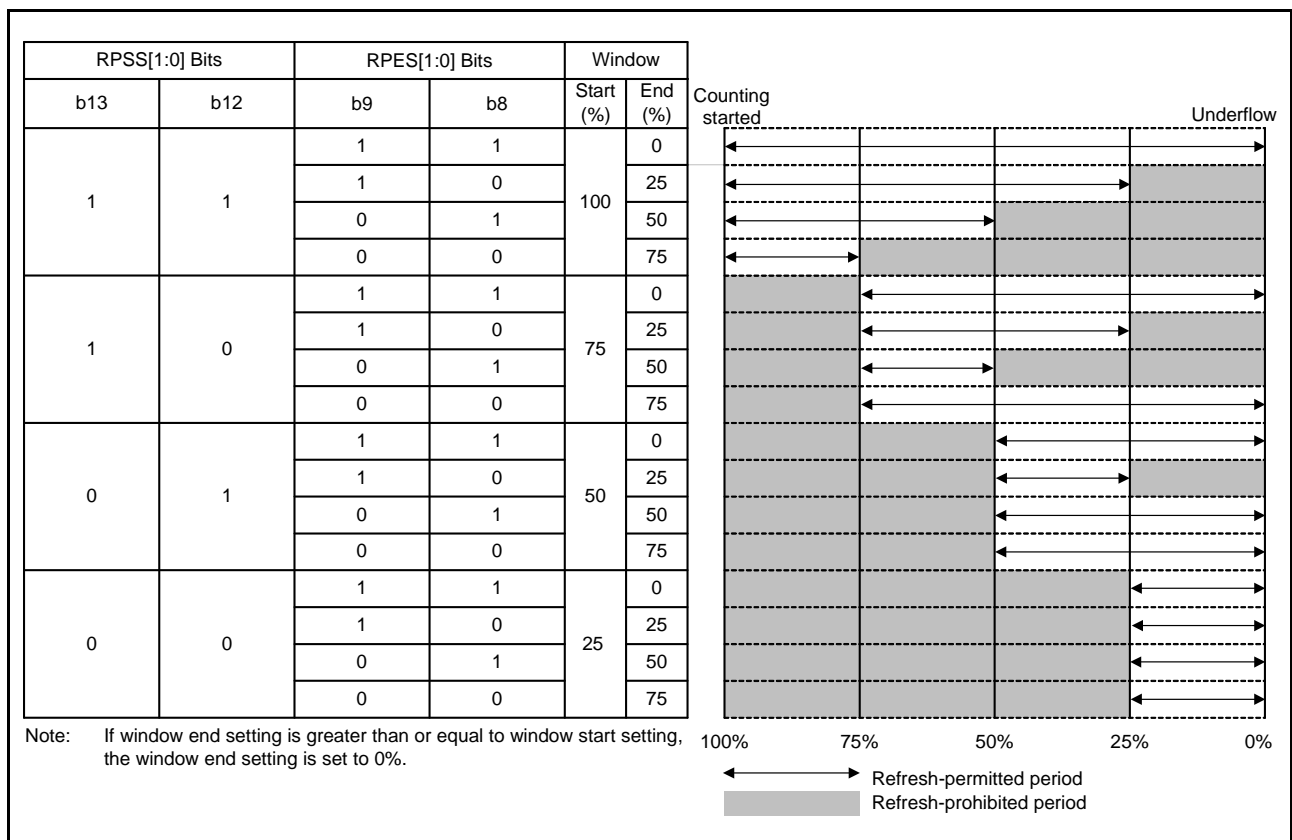 RPSS[1:0] Bits RPES[1:0] Bits Window
b13 b12 b9 b8 Start (%) End (%)
Counting started Underflow
1 1 100 1 1 0
1 0 25
0 1 50
0 0 75
1 0 75 1 1 0
1 0 25
0 1 50
0 0 75
0 1 50 1 1 0
1 0 25
0 1 50
0 0 75
0 0 25 1 1 0
1 0 25
0 1 50
0 0 75
Note: If window end setting is greater than or equal to window start setting,
the window end setting is set to 0%.
100% 75% 50% 25% 0%
Refresh-permitted period
Refresh-prohibited period